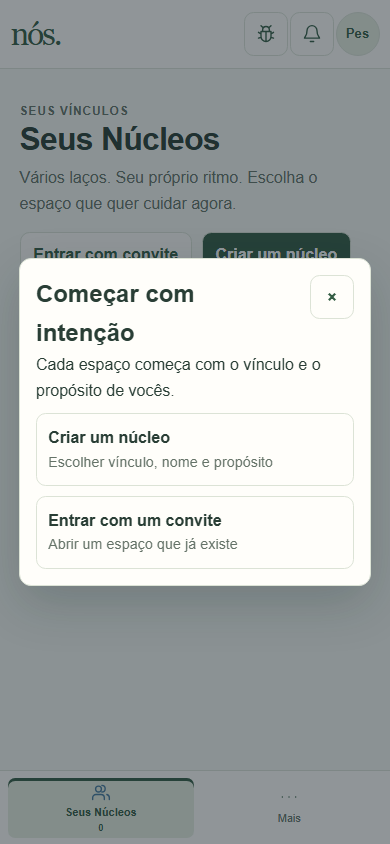 nós.
Pes
SEUS VÍNCULOS
Seus Núcleos
Vários laços. Seu próprio ritmo. Escolha o
espaço que quer cuidar agora.
Entrar com convite
Criar um núcleo
Começar com
intenção
×
Cada espaço começa com o vínculo e o
propósito de vocês.
Criar um núcleo
Escolher vínculo, nome e propósito
Entrar com um convite
Abrir um espaço que já existe
Seus Núcleos
0
...
Mais